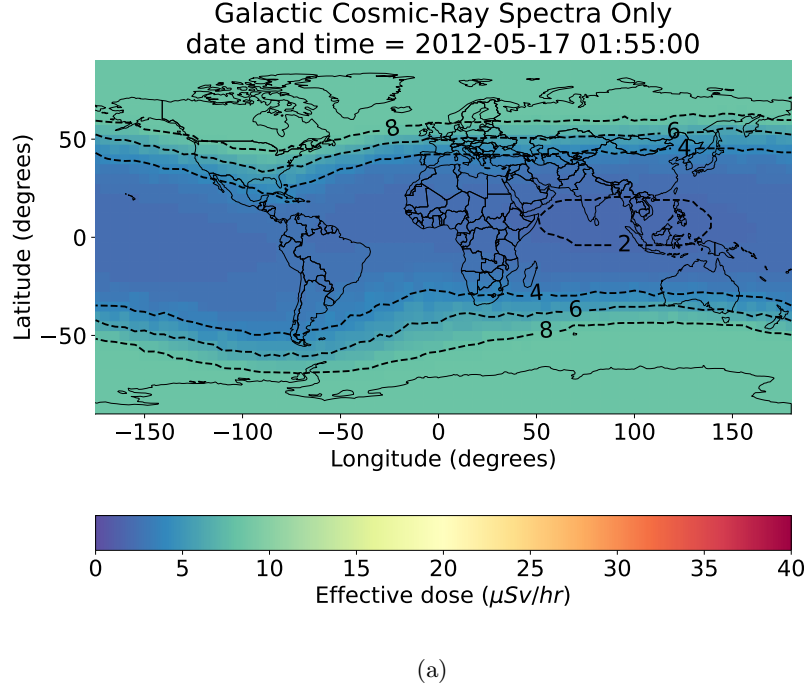 Galactic Cosmic-Ray Spectra Only
date and time = 2012-05-17 01:55:00
8
6
50
4
0
2
4
6
8
−50
Latitude (degrees)
−150 −100 −50 0 50 100 150
Longitude (degrees)
0 5 10 15 20 25 30 35 40
Effective dose (μSv/hr)
(a)